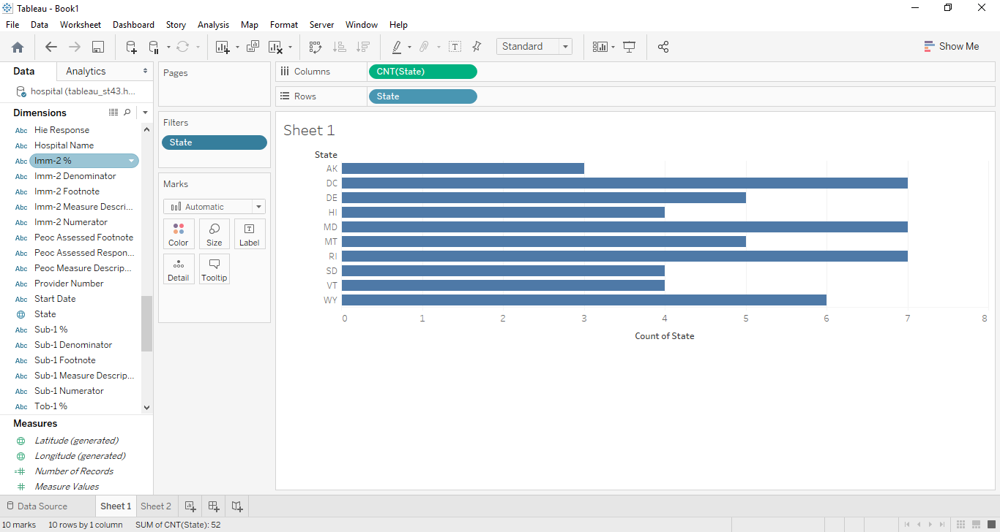 Tableau - Book1
File Data Worksheet Dashboard Story Analysis Map Format Server Window Help
Standard
Show Me
Data Analytics
hospital (tableau_st43.h...
Dimensions
Abc Hie Response
Abc Hospital Name
Abc Imm-2 %
Abc Imm-2 Denominator
Abc Imm-2 Footnote
Abc Imm-2 Measure Descri...
Abc Imm-2 Numerator
Abc Peoc Assessed Footnote
Abc Peoc Assessed Respon...
Abc Peoc Measure Descrip...
Abc Provider Number
Abc Start Date
State
Abc Sub-1 %
Abc Sub-1 Denominator
Abc Sub-1 Footnote
Abc Sub-1 Measure Descrip...
Abc Sub-1 Numerator
Abc Tob-1 %
Measures
Latitude (generated)
Longitude (generated)
=# Number of Records
# Measure Values
Pages
Filters
State
Marks
Automatic
Color Size Label
Detail Tooltip
Columns CNT(State)
Rows State
Sheet 1
State
AK
DC
DE
HI
MD
MT
RI
SD
VT
WY
0 1 2 3 4 5 6 7 8
Count of State
Data Source Sheet 1 Sheet 2
10 marks 10 rows by 1 column SUM of CNT(State): 52